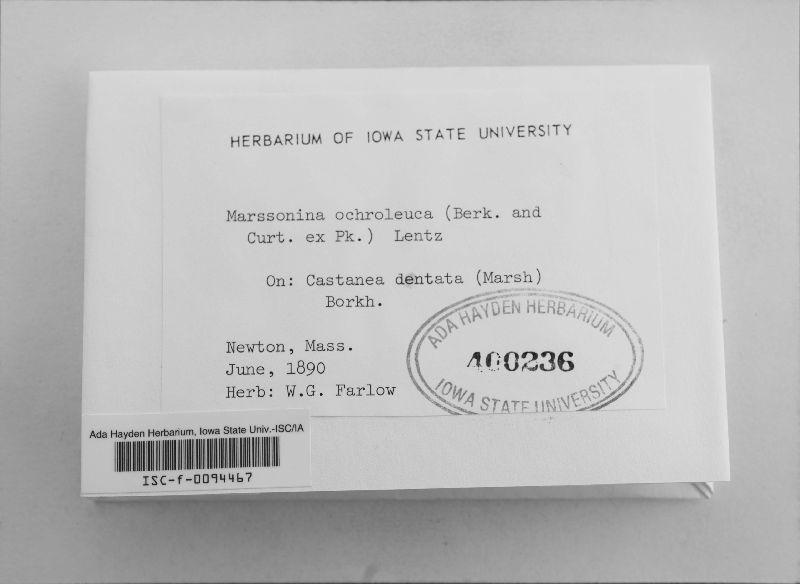 HERBARIUM OF IOWA STATE UNIVERSITY
Marssonina ochroleuca (Berk. and
Curt. ex Pk.) Lentz
On: Castanea dentata (Marsh)
Borkh.
Newton, Mass.
June, 1890
Herb: W.G. Farlow
ADA HAYDEN HERBARIUM
400236
IOWA STATE UNIVERSITY
Ada Hayden Herbarium, Iowa State Univ.-ISC/IA
ISC-f-0094467